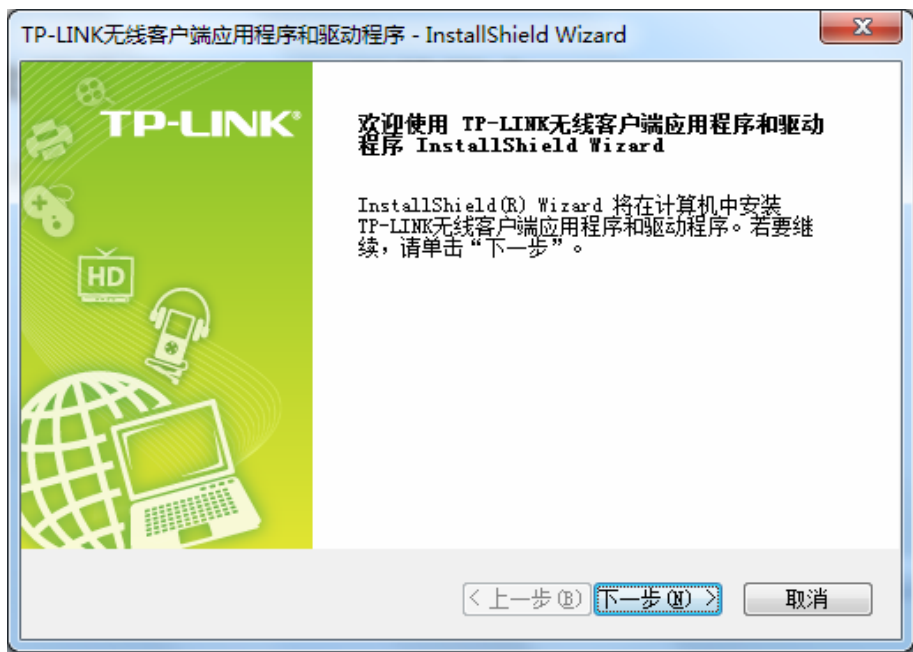 TP-LINK无线客户端应用程序和驱动程序 - InstallShield Wizard
TP-LINK®
欢迎使用 TP-LINK无线客户端应用程序和驱动
程序 InstallShield Wizard
InstallShield(R) Wizard 将在计算机中安装
TP-LINK无线客户端应用程序和驱动程序。若要继
续，请单击“下一步”。
HD
< 上一步(B)
下一步(N) >
取消